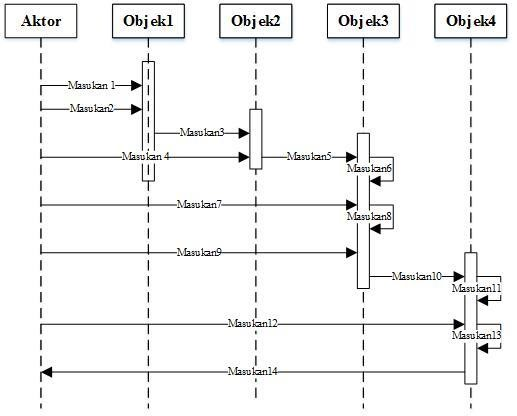 Aktor
Objek1
Objek2
Objek3
Objek4
Masukan 1
Masukan2
Masukan3
Masukan 4
Masukan5
Masukan6
Masukan7
Masukan8
Masukan9
Masukan10
Masukan11
Masukan12
Masukan13
Masukan14